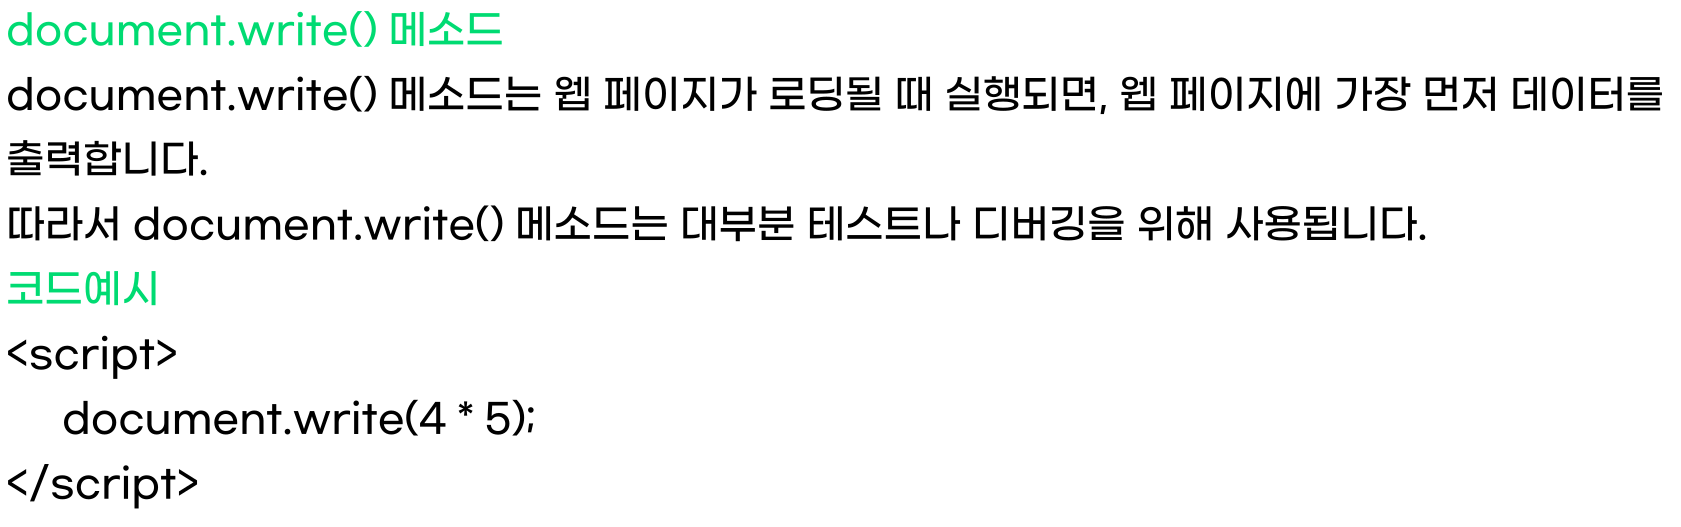 document.write() 메소드
document.write() 메소드는 웹 페이지가 로딩될 때 실행되면, 웹 페이지에 가장 먼저 데이터를
출력합니다.
따라서 document.write() 메소드는 대부분 테스트나 디버깅을 위해 사용됩니다.
코드예시
<script>
document.write(4 * 5);
</script>